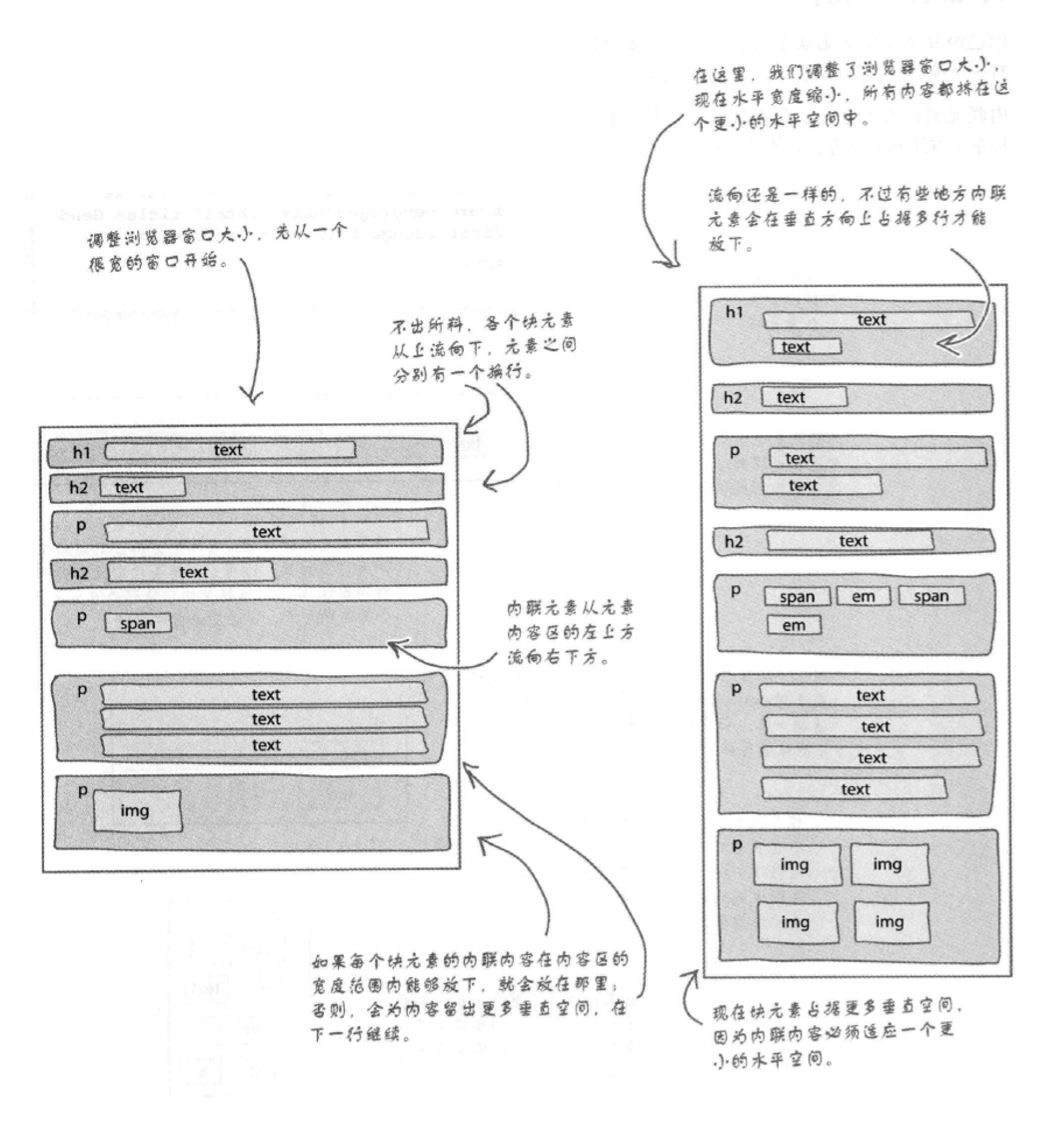 在这里，我们调整了浏览器窗口大小，
现在水平宽度缩小，所有内容都挤在这
个更小的水平空间中。
流向还是一样的，不过有些地方内联
元素会在垂直方向上占据多行才能
放下。
调整浏览器窗口大小，先从一个
很宽的窗口开始。
不出所料，各个块元素
从上流向下，元素之间
分别有一个换行。
h1 text
h2 text
p text
h2 text
p span
内联元素从元素
内容区的左上方
流向右下方。
p text
text
text
p img
如果每个块元素的内联内容在内容区的
宽度范围内能够放下，就会放在那里；
否则，会为内容留出更多垂直空间，在
下一行继续。
h1 text
text
h2 text
p text
text
h2 text
p span em span
em
p text
text
text
text
p img img
img img
现在块元素占据更多垂直空间，
因为内联内容必须适应一个更
小的水平空间。